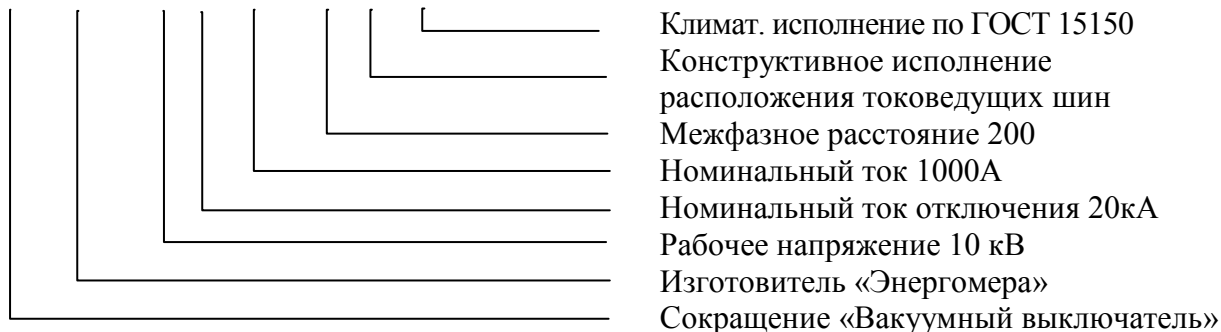 Климат. исполнение по ГОСТ 15150
Конструктивное исполнение
расположения токоведущих шин
Межфазное расстояние 200
Номинальный ток 1000А
Номинальный ток отключения 20кА
Рабочее напряжение 10 кВ
Изготовитель «Энергомера»
Сокращение «Вакуумный выключатель»